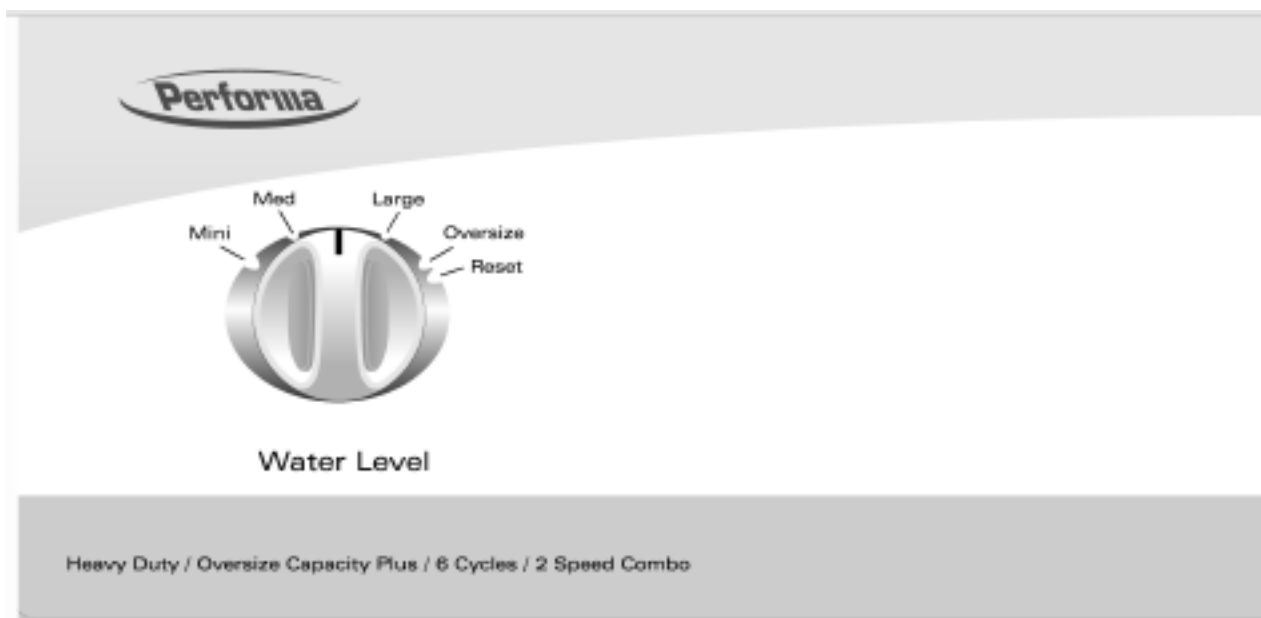 Performa
Med
Large
Mini
Oversize
Reset
Water Level
Heavy Duty / Oversize Capacity Plus / 6 Cycles / 2 Speed Combo